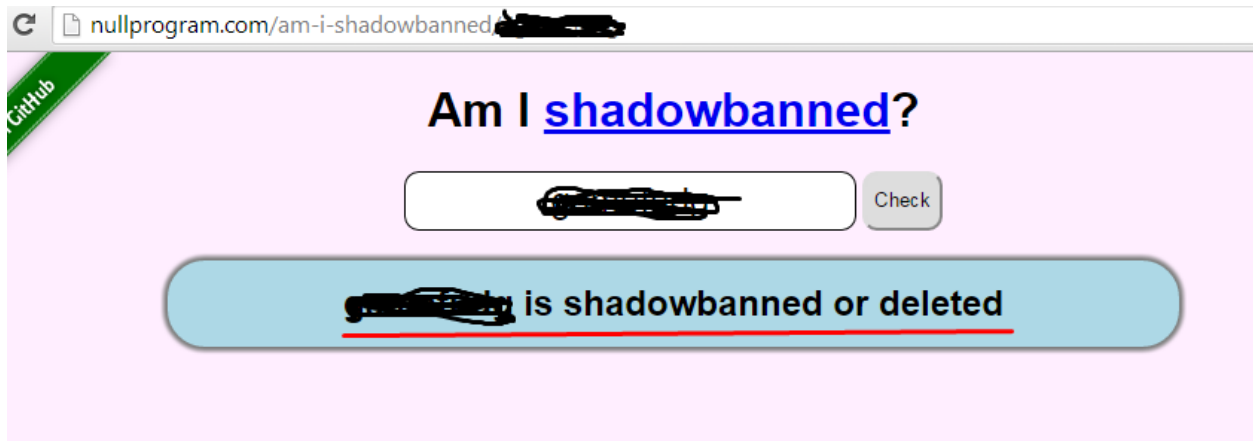 nullprogram.com/am-i-shadowbanned/
GitHub
Am I shadowbanned?
Check
is shadowbanned or deleted